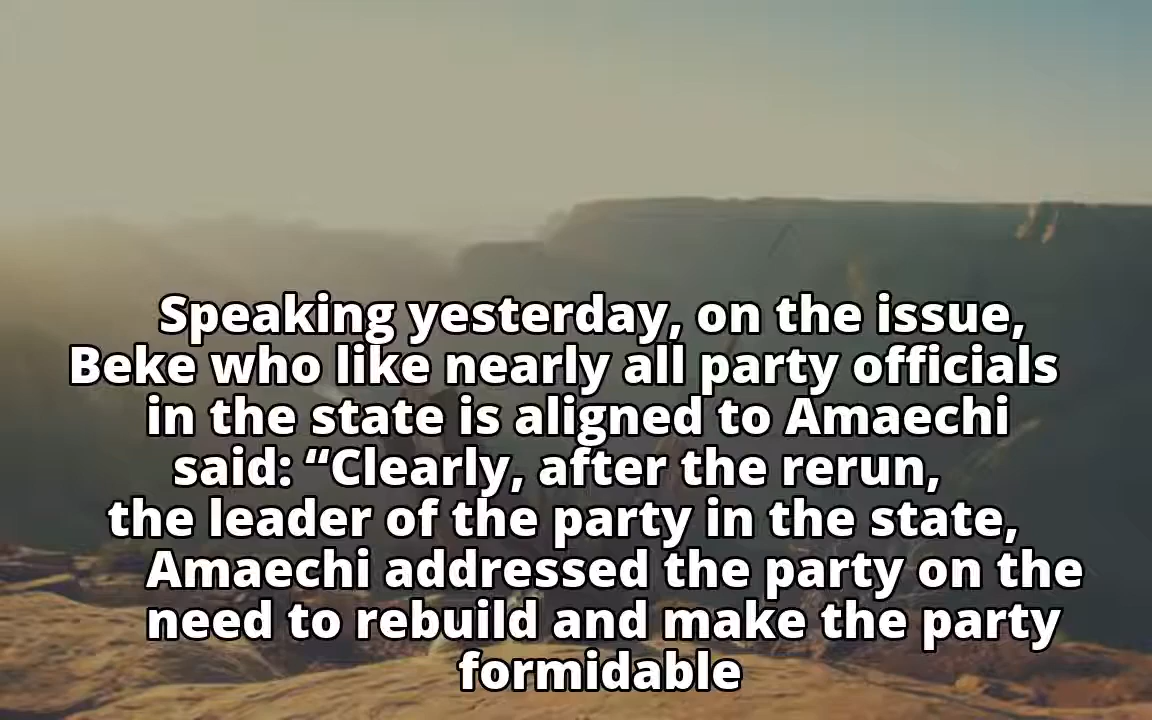 Speaking yesterday, on the issue,
Beke who like nearly all party officials
in the state is aligned to Amaechi
said: “Clearly, after the rerun,
the leader of the party in the state,
Amaechi addressed the party on the
need to rebuild and make the party
formidable